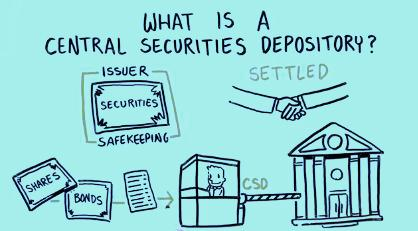 WHAT IS A
CENTRAL SECURITIES DEPOSITORY?
ISSUER
SECURITIES
SAFEKEEPING
SETTLED
SHARES
BONDS
CSD